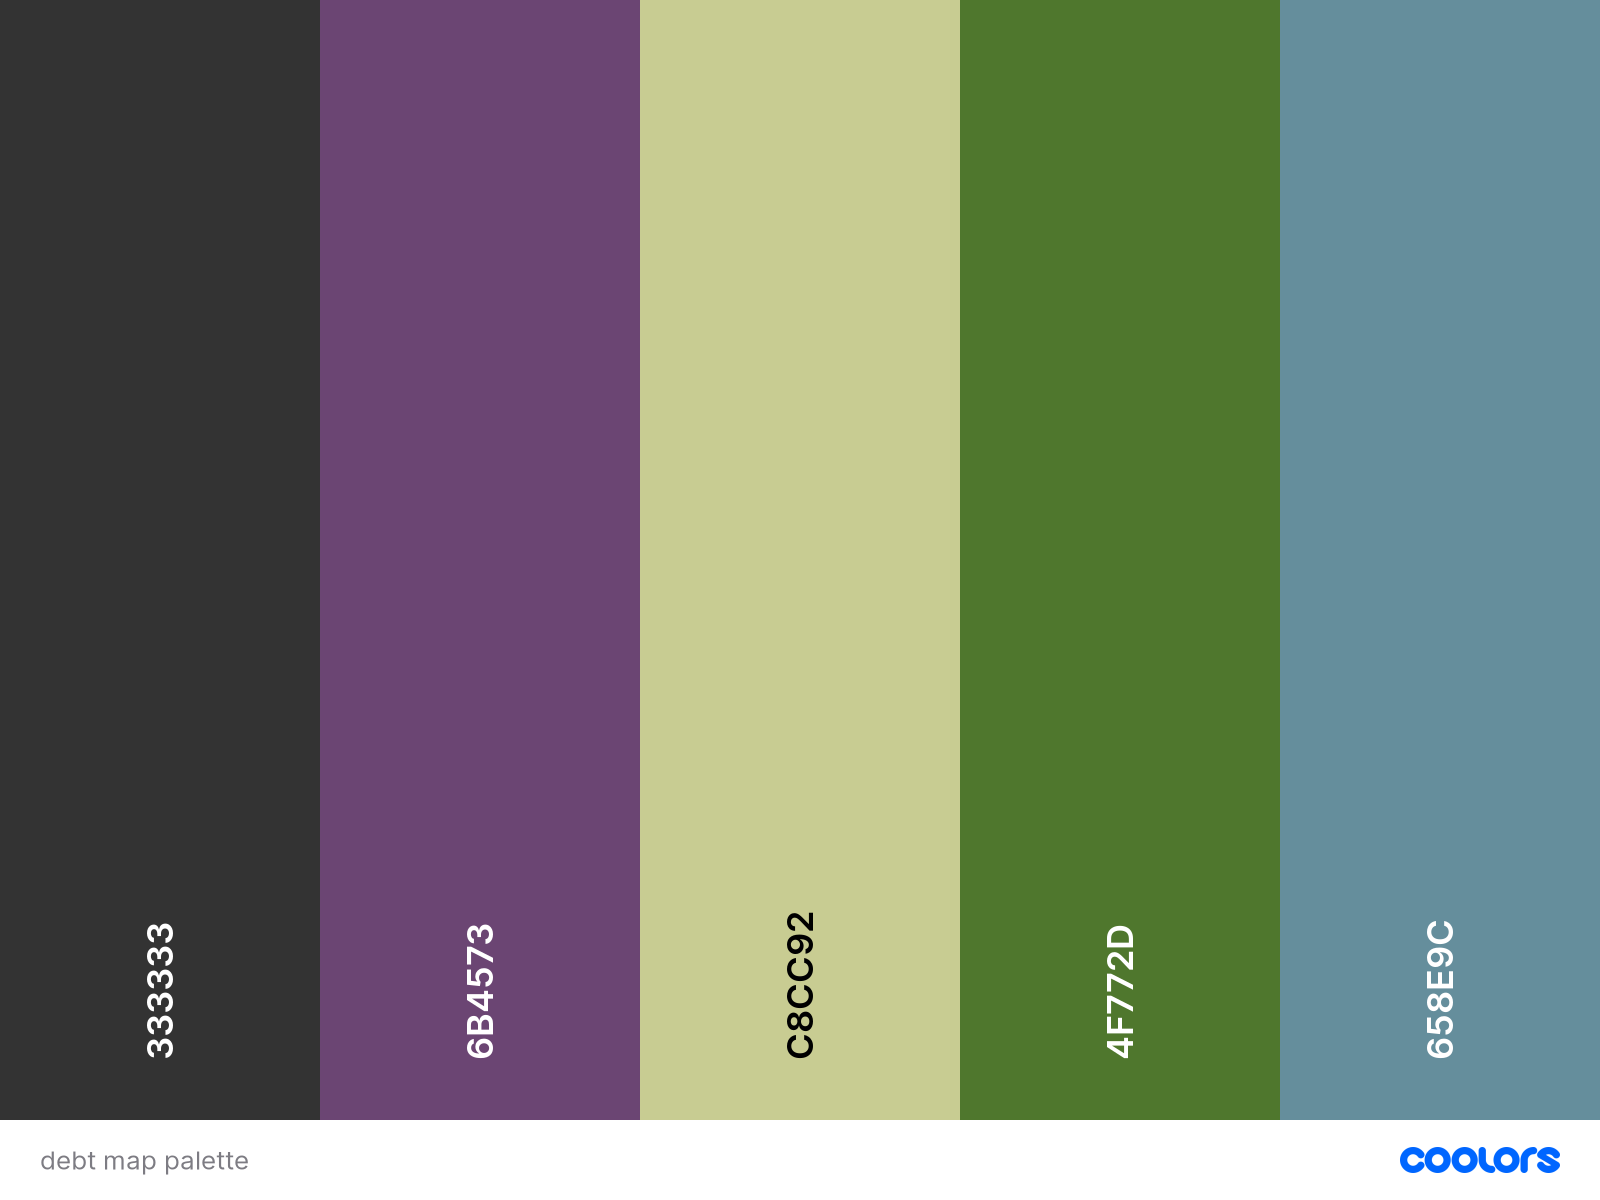 333333
6B4573
C8CC92
4F772D
658E9C
debt map palette
coolors